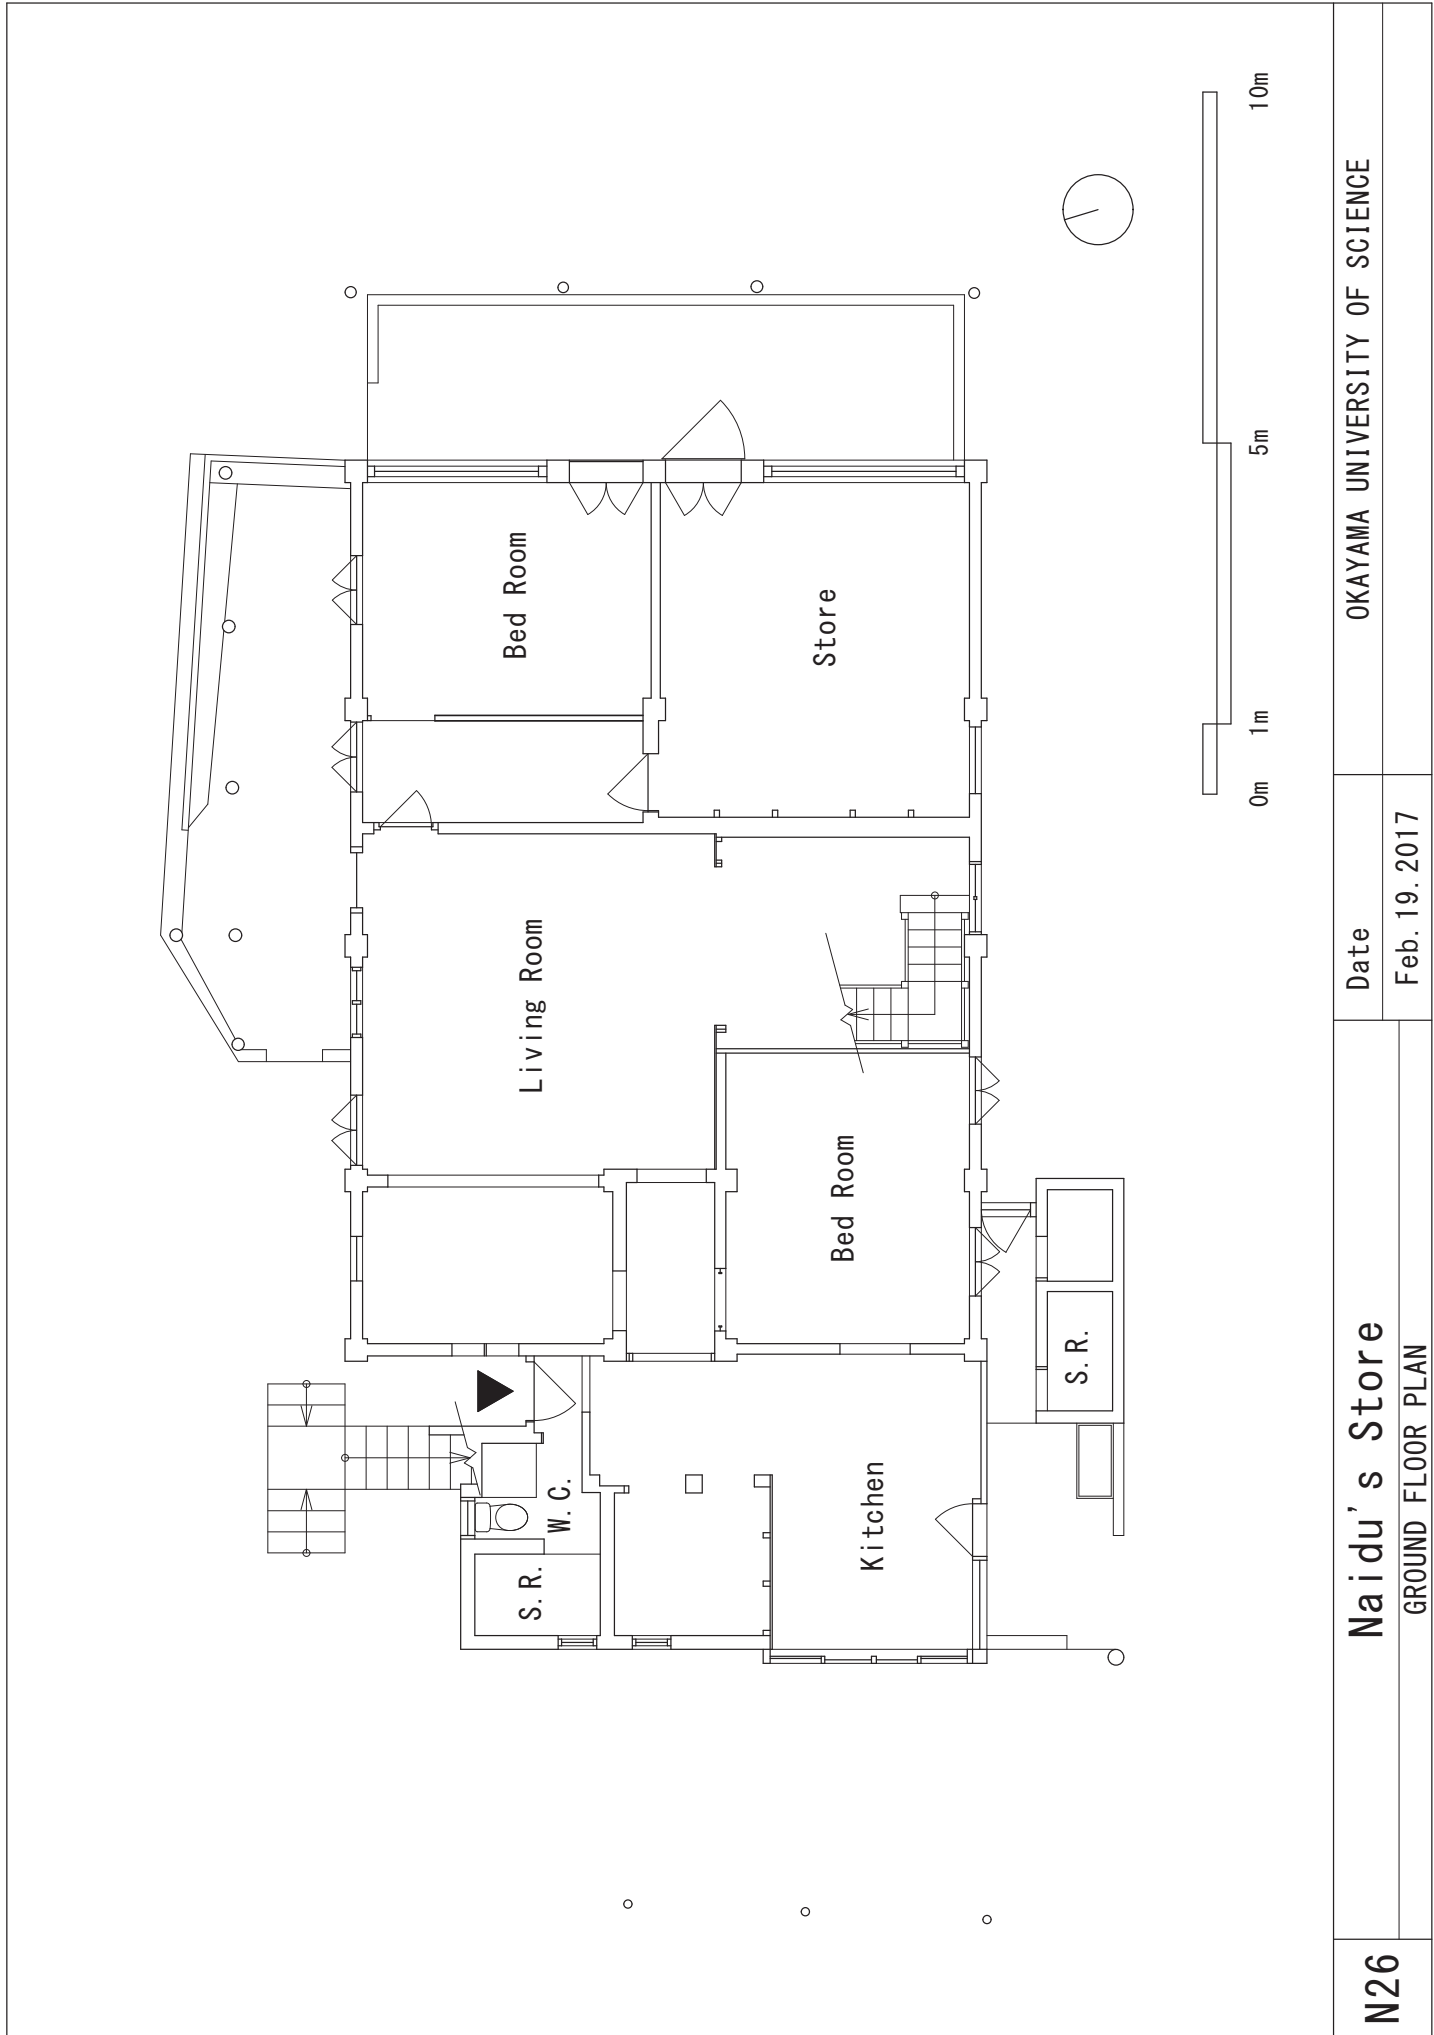 S.R.
W.C.
Kitchen
S.R.
Living Room
Bed Room
Bed Room
Store
0m 1m 5m 10m
N26
Naidu's Store
GROUND FLOOR PLAN
Date
Feb.19.2017
OKAYAMA UNIVERSITY OF SCIENCE